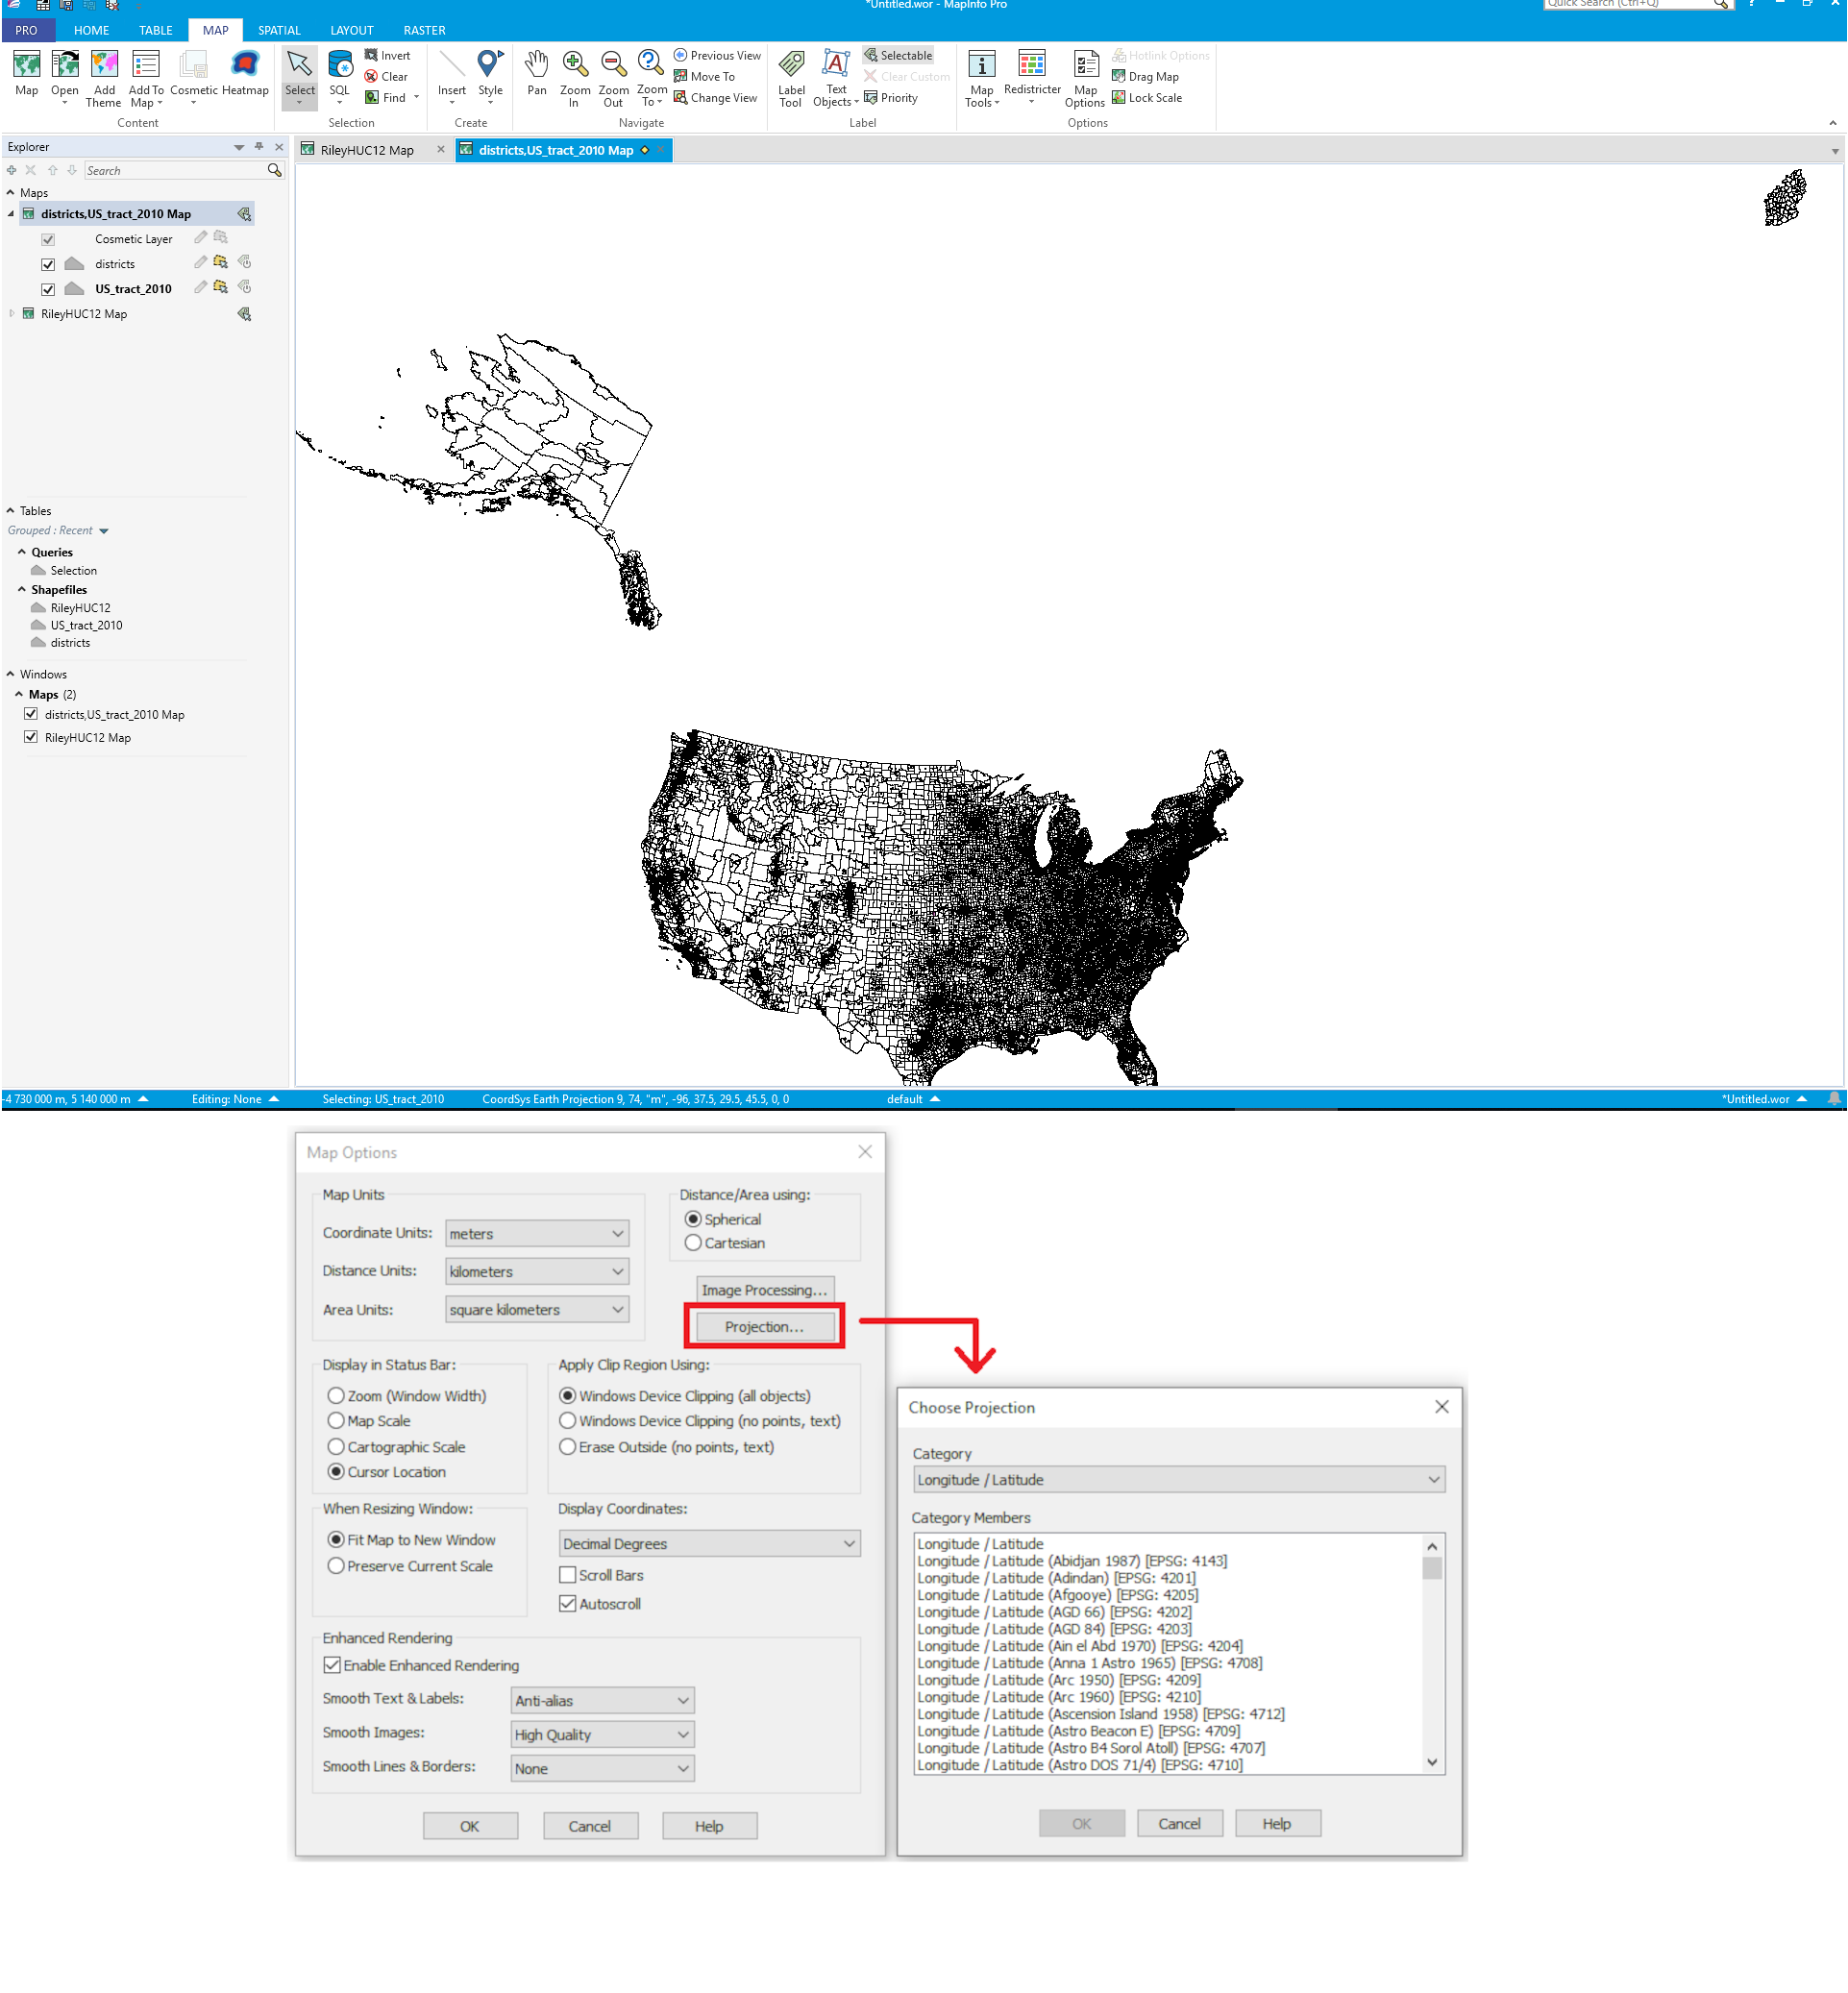 *Untitled.wor - MapInfo Pro
Quick Search (Ctrl+Q)
PRO HOME TABLE MAP SPATIAL LAYOUT RASTER
Map Open Add Theme Add To Map Cosmetic Heatmap
Content
Select SQL Invert Clear Find
Selection
Insert Style
Create
Pan Zoom In Zoom Out Zoom To Previous View Move To Change View
Navigate
Label Tool Text Objects Selectable Clear Custom Priority
Label
Map Tools Redistricter Map Options Hotlink Options Drag Map Lock Scale
Options
Explorer
Search
Maps
districts,US_tract_2010 Map
Cosmetic Layer
districts
US_tract_2010
RileyHUC12 Map
Tables
Grouped : Recent
Queries
Selection
Shapefiles
RileyHUC12
US_tract_2010
districts
Windows
Maps (2)
districts,US_tract_2010 Map
RileyHUC12 Map
RileyHUC12 Map
districts,US_tract_2010 Map
-4 730 000 m, 5 140 000 m Editing: None Selecting: US_tract_2010 CoordSys Earth Projection 9, 74, "m", -96, 37.5, 29.5, 45.5, 0, 0 default *Untitled.wor
Map Options
Map Units
Coordinate Units: meters
Distance Units: kilometers
Area Units: square kilometers
Distance/Area using:
Spherical
Cartesian
Image Processing...
Projection...
Display in Status Bar:
Zoom (Window Width)
Map Scale
Cartographic Scale
Cursor Location
Apply Clip Region Using:
Windows Device Clipping (all objects)
Windows Device Clipping (no points, text)
Erase Outside (no points, text)
When Resizing Window:
Fit Map to New Window
Preserve Current Scale
Display Coordinates:
Decimal Degrees
Scroll Bars
Autoscroll
Enhanced Rendering
Enable Enhanced Rendering
Smooth Text & Labels: Anti-alias
Smooth Images: High Quality
Smooth Lines & Borders: None
OK Cancel Help
Choose Projection
Category
Longitude / Latitude
Category Members
Longitude / Latitude
Longitude / Latitude (Abidjan 1987) [EPSG: 4143]
Longitude / Latitude (Adindan) [EPSG: 4201]
Longitude / Latitude (Afgooye) [EPSG: 4205]
Longitude / Latitude (AGD 66) [EPSG: 4202]
Longitude / Latitude (AGD 84) [EPSG: 4203]
Longitude / Latitude (Ain el Abd 1970) [EPSG: 4204]
Longitude / Latitude (Anna 1 Astro 1965) [EPSG: 4708]
Longitude / Latitude (Arc 1950) [EPSG: 4209]
Longitude / Latitude (Arc 1960) [EPSG: 4210]
Longitude / Latitude (Ascension Island 1958) [EPSG: 4712]
Longitude / Latitude (Astro Beacon E) [EPSG: 4709]
Longitude / Latitude (Astro B4 Sorol Atoll) [EPSG: 4707]
Longitude / Latitude (Astro DOS 71/4) [EPSG: 4710]
OK Cancel Help